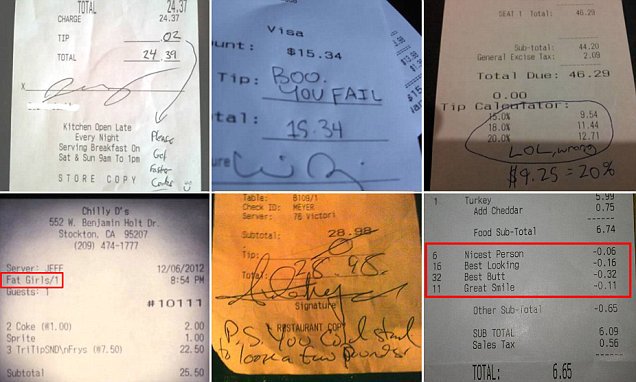 TOTAL 24.37
CHARGE 24.37
TIP .02
TOTAL 24.39
X
Kitchen Open Late
Every Night
Serving Breakfast On
Sat & Sun 9am To 1pm
STORE COPY
Please
Get
Faster
Cooks
Visa
ount: $15.34
Tip: BOO.
YOU FAIL
tal: 15.34
ure
SEAT 1 Total: 46.29
Sub-total: 44.20
General Excise Tax: 2.09
Total Due: 46.29
0.00
Tip Calculator:
15.0% 9.54
18.0% 11.44
20.0% 12.71
LOL, wrong
$9.25 = 20%
Chilly D's
552 W. Benjamin Holt Dr.
Stockton, CA 95207
(209) 474-1777
Server: JEFF 12/06/2012
Fat Girls/1 8:54 PM
Guests: 1
#10111
2 Coke (@1.00) 2.00
Sprite 1.00
3 TriTipSND\nFrys (@7.50) 22.50
Subtotal 25.50
Table: B109/1
Check ID: MEYER
Server: 76 Victori
Subtotal: 28.98
Tip:
Total: 28.98
Signature
RESTAURANT COPY
P.S. You could stand
to loose a few pounds!
1 Turkey 5.99
Add Cheddar 0.75
Food Sub-Total 6.74
6 Nicest Person -0.06
16 Best Looking -0.16
32 Best Butt -0.32
11 Great Smile -0.11
Other Sub-Total -0.65
SUB TOTAL 6.09
Sales Tax 0.56
TOTAL: 6.65